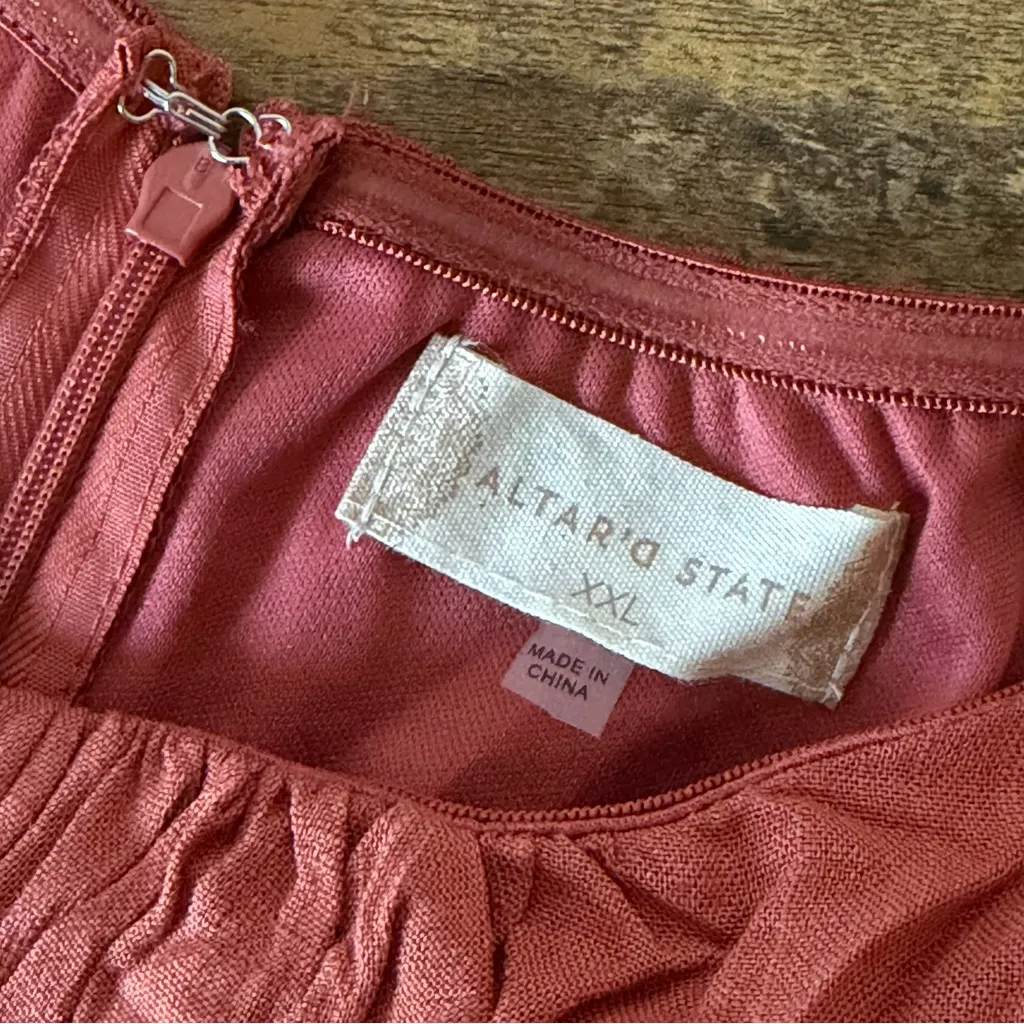 ALTAR'd STATE
XXL
MADE IN
CHINA